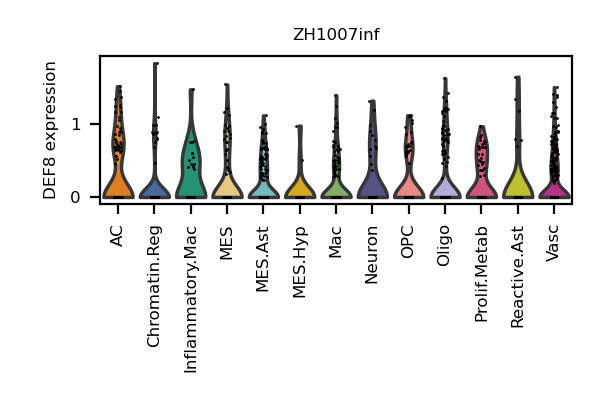 ZH1007inf
DEF8 expression
1
0
AC
Chromatin.Reg
Inflammatory.Mac
MES
MES.Ast
MES.Hyp
Mac
Neuron
OPC
Oligo
Prolif.Metab
Reactive.Ast
Vasc